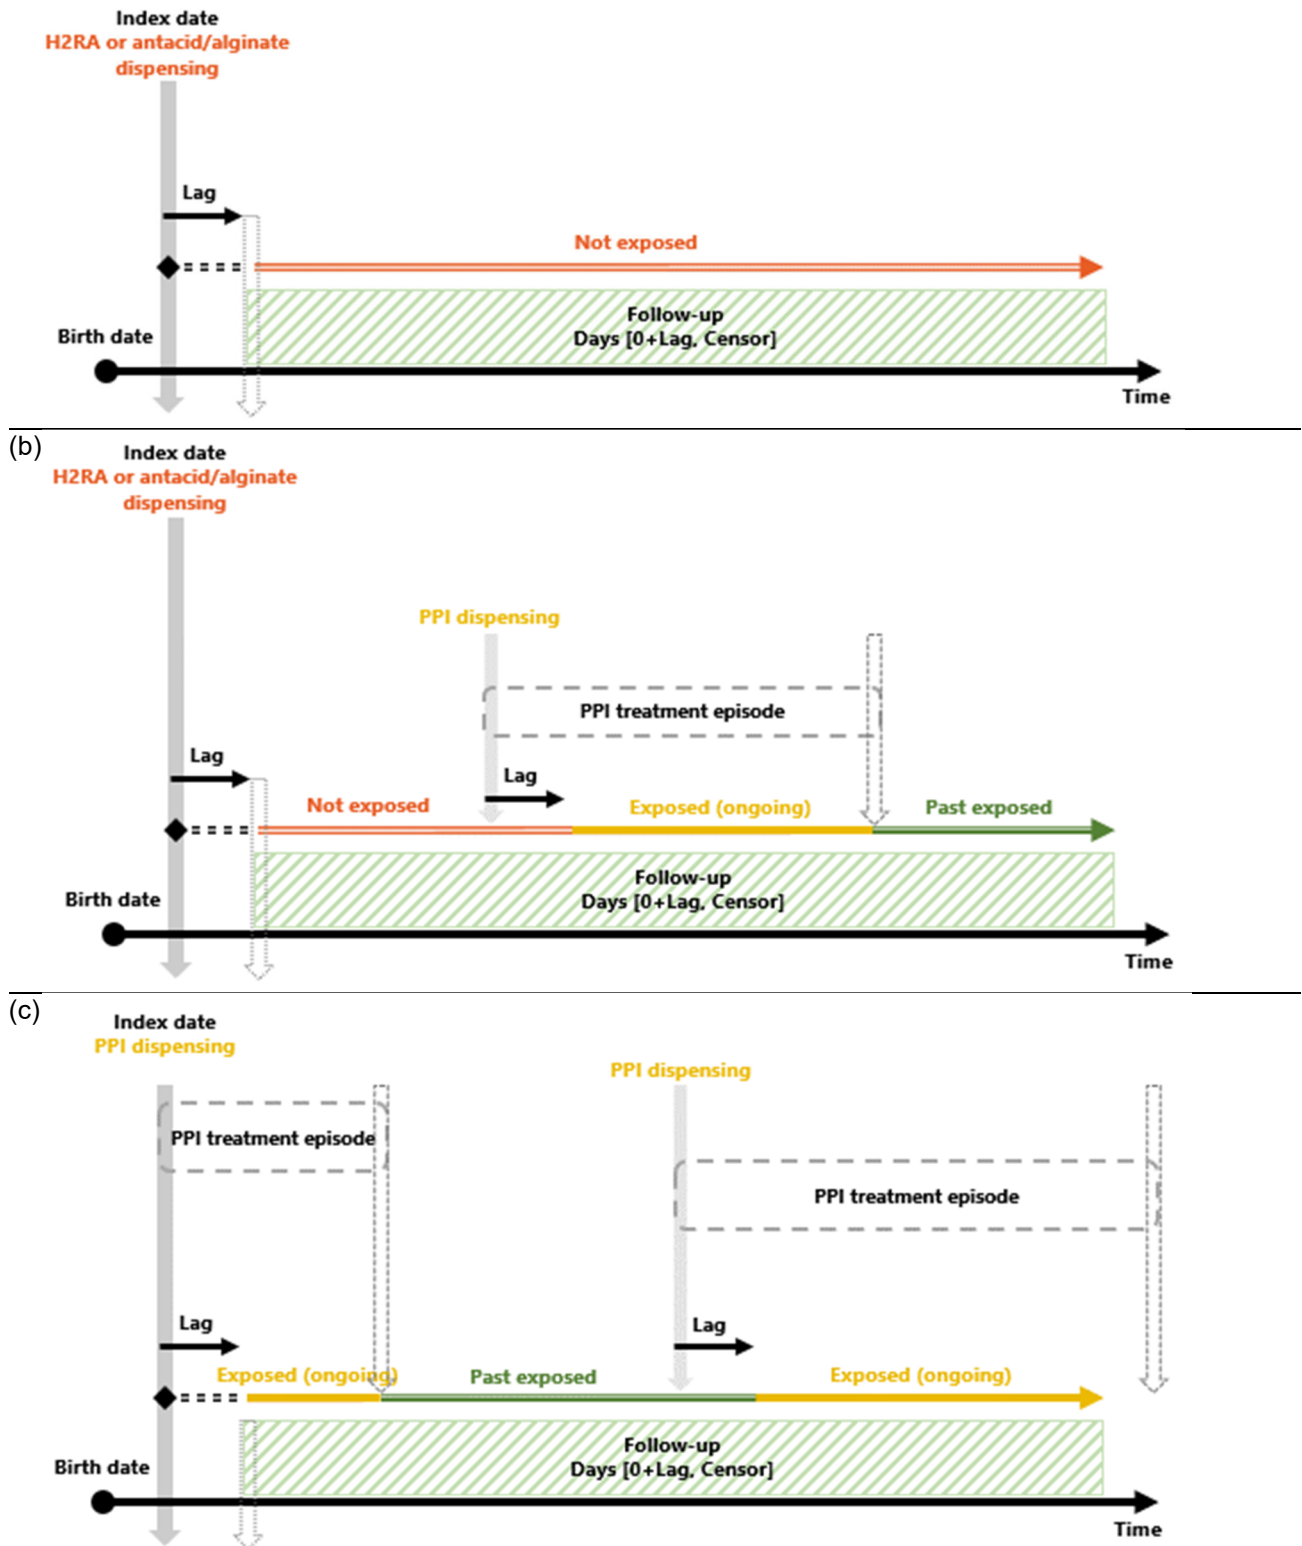 Index date
H2RA or antacid/alginate
dispensing
Lag
Not exposed
Follow-up
Days [0+Lag, Censor]
Birth date
Time
(b)
Index date
H2RA or antacid/alginate
dispensing
PPI dispensing
PPI treatment episode
Lag
Lag
Not exposed
Exposed (ongoing)
Past exposed
Follow-up
Days [0+Lag, Censor]
Birth date
Time
(c)
Index date
PPI dispensing
PPI dispensing
PPI treatment episode
PPI treatment episode
Lag
Lag
Exposed (ongoing)
Past exposed
Exposed (ongoing)
Follow-up
Days [0+Lag, Censor]
Birth date
Time